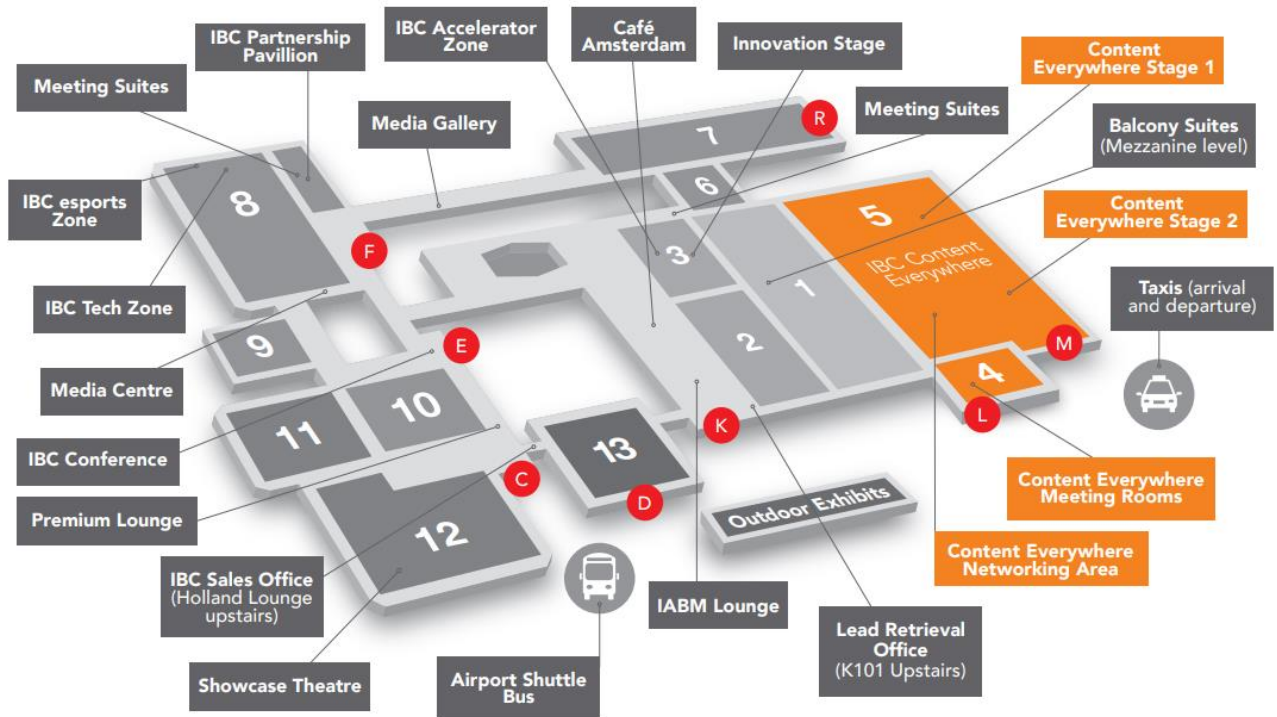 IBC Partnership
Pavillion
IBC Accelerator
Zone
Café
Amsterdam
Innovation Stage
Content
Everywhere Stage 1
Meeting Suites
Media Gallery
Meeting Suites
Balcony Suites
(Mezzanine level)
IBC esports
Zone
Content
Everywhere Stage 2
IBC Tech Zone
Taxis (arrival
and departure)
Media Centre
IBC Conference
Premium Lounge
IBC Sales Office
(Holland Lounge
upstairs)
Showcase Theatre
Airport Shuttle
Bus
IABM Lounge
Lead Retrieval
Office
(K101 Upstairs)
Content Everywhere
Meeting Rooms
Content Everywhere
Networking Area
Outdoor Exhibits
IBC Content
Everywhere
1
2
3
4
5
6
7
8
9
10
11
12
13
R
F
E
C
D
K
L
M